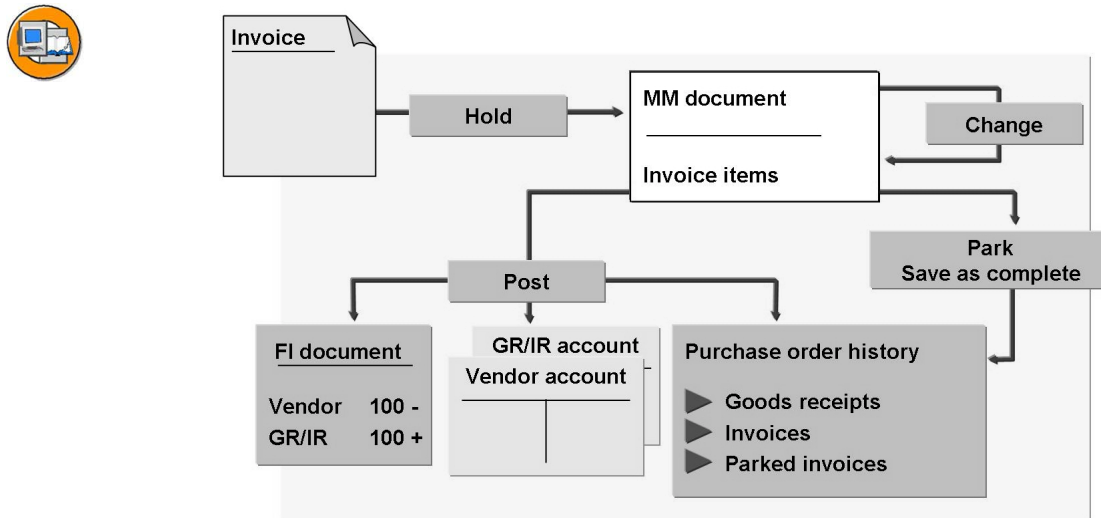 Invoice
Hold
MM document
Invoice items
Change
Park
Save as complete
Post
FI document
Vendor 100 -
GR/IR 100 +
GR/IR account
Vendor account
Purchase order history
Goods receipts
Invoices
Parked invoices